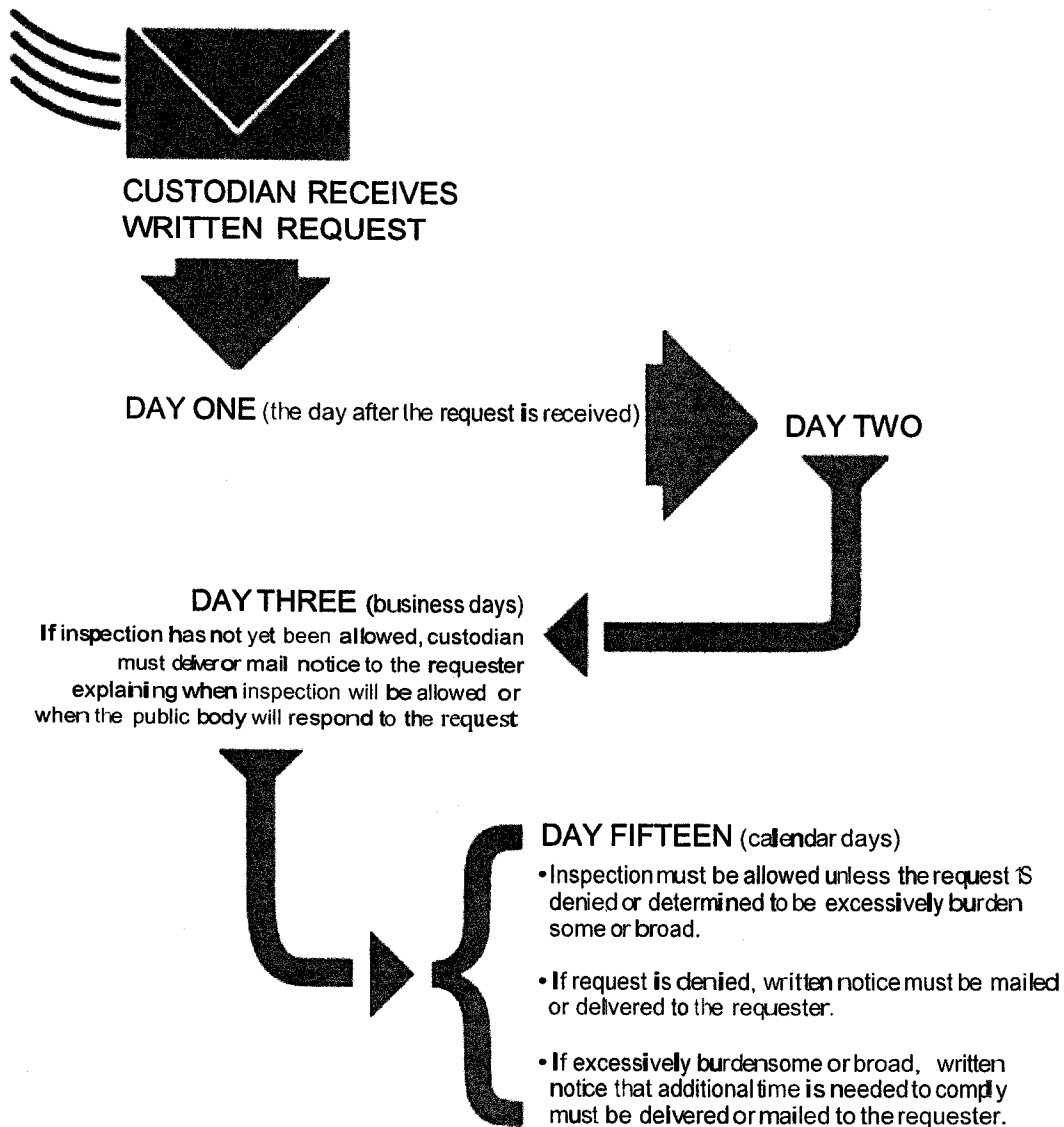 CUSTODIAN RECEIVES
WRITTEN REQUEST
DAY ONE (the day after the request is received)
DAY TWO
DAY THREE (business days)
If inspection has not yet been allowed, custodian
must deliver or mail notice to the requester
explaining when inspection will be allowed or
when the public body will respond to the request
DAY FIFTEEN (calendar days)
• Inspection must be allowed unless the request is
denied or determined to be excessively burden
some or broad.
• If request is denied, written notice must be mailed
or delivered to the requester.
• If excessively burdensome or broad, written
notice that additional time is needed to comply
must be delivered or mailed to the requester.